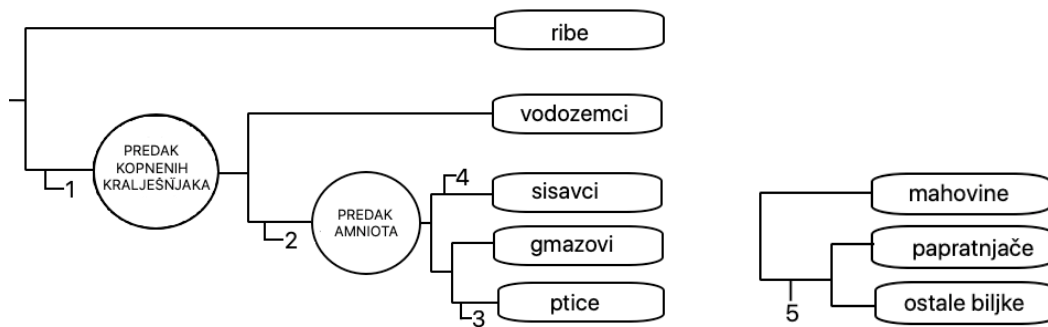 ribe
vodozemci
PREDAK
KOPNENIH
KRALJEŠNJAKA
1
4
sisavci
mahovine
2
PREDAK
AMNIOTA
gmazovi
papratnjače
3
ptice
5
ostale biljke